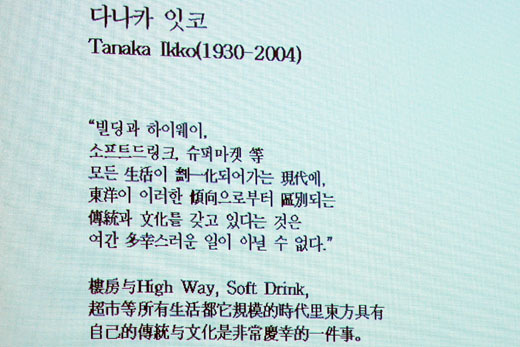 다나카 잇코
Tanaka Ikko(1930-2004)
“빌딩과 하이웨이,
소프트드링크, 슈퍼마켓 等
모든 生活이 劃一化되어가는 現代에,
東洋이 이러한 傾向으로부터 區別되는
傳統과 文化를 갖고 있다는 것은
여간 多幸스러운 일이 아닐 수 없다.”
樓房与High Way, Soft Drink,
超市等所有生活都它規模的時代里東方具有
自己的傳統与文化是非常慶幸的一件事。